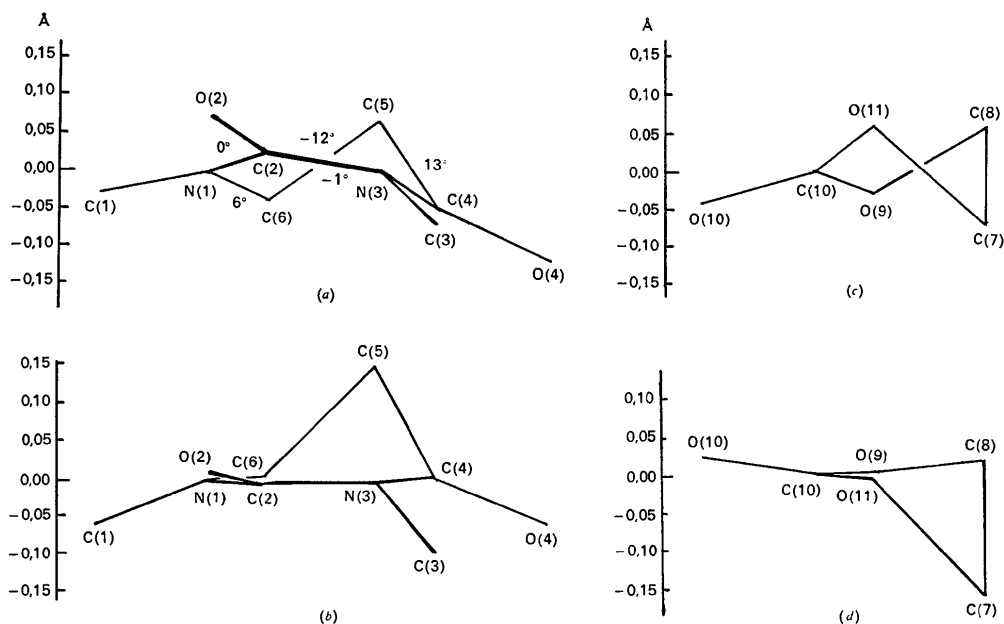 Å
0,15
0,10
0,05
0,00
−0,05
−0,10
−0,15
O(2)
C(5)
0°
−12°
C(2)
13°
N(1)
−1°
N(3)
C(1)
6°
C(6)
C(4)
C(3)
O(4)
(a)
Å
0,15
0,10
0,05
0,00
−0,05
−0,10
−0,15
O(11)
C(8)
C(10)
O(9)
O(10)
C(7)
(c)
0,15
0,10
0,05
0,00
−0,05
−0,10
−0,15
C(5)
O(2)
C(6)
C(4)
N(1)
C(2)
N(3)
C(1)
O(4)
C(3)
(b)
0,10
0,05
0,00
−0,05
−0,10
−0,15
O(10)
O(9)
C(8)
C(10)
O(11)
C(7)
(d)